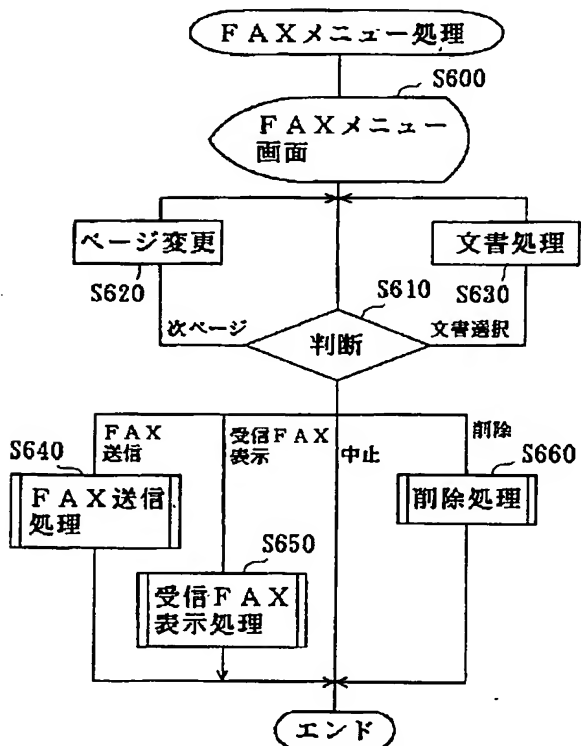 FAXメニュー処理
S600
FAXメニュー
画面
ページ変更
文書処理
S620
S630
S610
次ページ
文書選択
判断
FAX
送信
受信FAX
表示
中止
削除
S640
S660
FAX送信
処理
削除処理
S650
受信FAX
表示処理
エンド